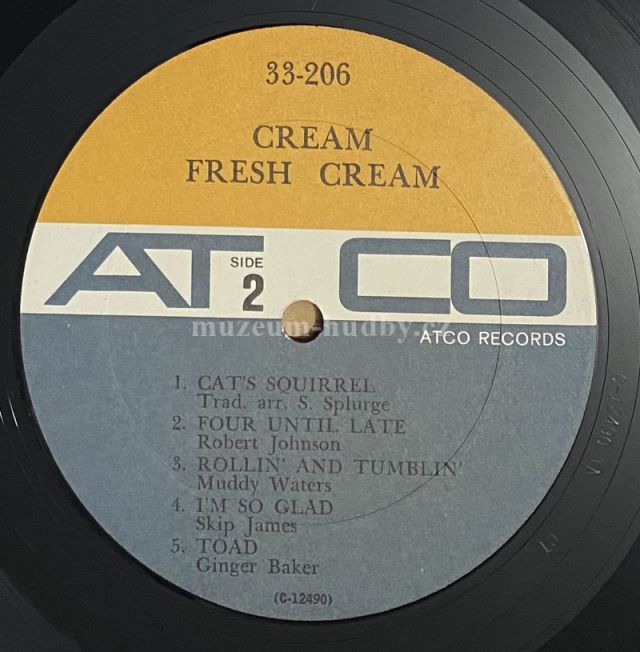 33-206
CREAM
FRESH CREAM
ATCO
SIDE
2
muzeum-hudby.cz
ATCO RECORDS
1. CAT'S SQUIRREL
Trad. arr. S. Splurge
2. FOUR UNTIL LATE
Robert Johnson
3. ROLLIN' AND TUMBLIN'
Muddy Waters
4. I'M SO GLAD
Skip James
5. TOAD
Ginger Baker
(C-12490)